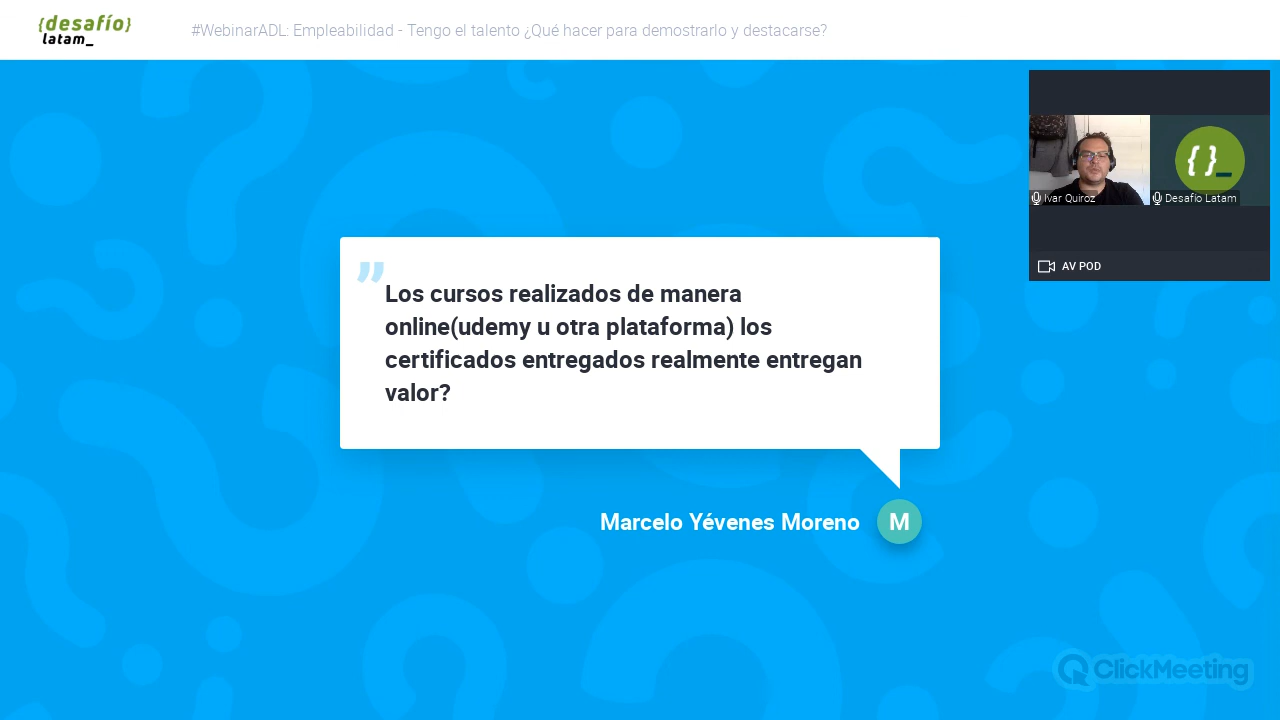 {desafío}
latam_
#WebinarADL: Empleabilidad - Tengo el talento ¿Qué hacer para demostrarlo y destacarse?
{ }_
Ivar Quiroz
Desafío Latam
AV POD
”
Los cursos realizados de manera
online(udemy u otra plataforma) los
certificados entregados realmente entregan
valor?
Marcelo Yévenes Moreno
M
ClickMeeting